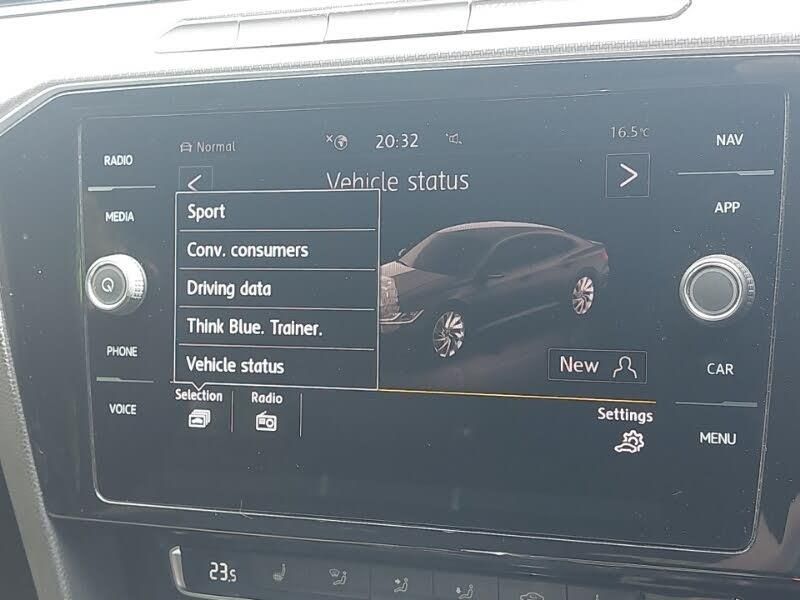 RADIO
MEDIA
PHONE
VOICE
Normal
20:32
16.5°C
Vehicle status
Sport
Conv. consumers
Driving data
Think Blue. Trainer.
Vehicle status
New
Selection
Radio
Settings
NAV
APP
CAR
MENU
23.5